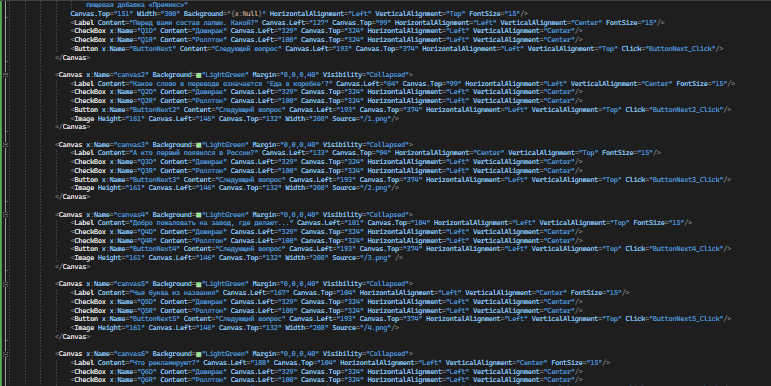 пищевая добавка «Премикс»"
Canvas.Top="151" Width="300" Background="{x:Null}" HorizontalAlignment="Left" VerticalAlignment="Top" FontSize="15"/>
<Label Content="Перед вами состав лапши. Какой?" Canvas.Left="127" Canvas.Top="99" HorizontalAlignment="Left" VerticalAlignment="Center" FontSize="15"/>
<CheckBox x:Name="Q1D" Content="Доширак" Canvas.Left="329" Canvas.Top="324" HorizontalAlignment="Left" VerticalAlignment="Center"/>
<CheckBox x:Name="Q1R" Content="Роллтон" Canvas.Left="100" Canvas.Top="324" HorizontalAlignment="Left" VerticalAlignment="Center"/>
<Button x:Name="ButtonNext" Content="Следующий вопрос" Canvas.Left="193" Canvas.Top="374" HorizontalAlignment="Left" VerticalAlignment="Top" Click="ButtonNext_Click"/>
</Canvas>
<Canvas x:Name="canvas2" Background="LightGreen" Margin="0,0,0,40" Visibility="Collapsed">
<Label Content="Какое слово в переводе означается 'Еда в коробке'?" Canvas.Left="64" Canvas.Top="99" HorizontalAlignment="Left" VerticalAlignment="Center" FontSize="15"/>
<CheckBox x:Name="Q2D" Content="Доширак" Canvas.Left="329" Canvas.Top="324" HorizontalAlignment="Left" VerticalAlignment="Center"/>
<CheckBox x:Name="Q2R" Content="Роллтон" Canvas.Left="100" Canvas.Top="324" HorizontalAlignment="Left" VerticalAlignment="Center"/>
<Button x:Name="ButtonNext2" Content="Следующий вопрос" Canvas.Left="193" Canvas.Top="374" HorizontalAlignment="Left" VerticalAlignment="Top" Click="ButtonNext2_Click"/>
<Image Height="161" Canvas.Left="146" Canvas.Top="132" Width="208" Source="/1.png"/>
</Canvas>
<Canvas x:Name="canvas3" Background="LightGreen" Margin="0,0,0,40" Visibility="Collapsed">
<Label Content="А кто первый появился в России?" Canvas.Left="133" Canvas.Top="94" HorizontalAlignment="Center" VerticalAlignment="Top" FontSize="15"/>
<CheckBox x:Name="Q3D" Content="Доширак" Canvas.Left="329" Canvas.Top="324" HorizontalAlignment="Left" VerticalAlignment="Center"/>
<CheckBox x:Name="Q3R" Content="Роллтон" Canvas.Left="100" Canvas.Top="324" HorizontalAlignment="Left" VerticalAlignment="Center"/>
<Button x:Name="ButtonNext3" Content="Следующий вопрос" Canvas.Left="193" Canvas.Top="374" HorizontalAlignment="Left" VerticalAlignment="Top" Click="ButtonNext3_Click"/>
<Image Height="161" Canvas.Left="146" Canvas.Top="132" Width="208" Source="/2.png"/>
</Canvas>
<Canvas x:Name="canvas4" Background="LightGreen" Margin="0,0,0,40" Visibility="Collapsed">
<Label Content="Добро пожаловать на завод, где делают..." Canvas.Left="101" Canvas.Top="104" HorizontalAlignment="Left" VerticalAlignment="Top" FontSize="15"/>
<CheckBox x:Name="Q4D" Content="Доширак" Canvas.Left="329" Canvas.Top="324" HorizontalAlignment="Left" VerticalAlignment="Center"/>
<CheckBox x:Name="Q4R" Content="Роллтон" Canvas.Left="100" Canvas.Top="324" HorizontalAlignment="Left" VerticalAlignment="Center"/>
<Button x:Name="ButtonNext4" Content="Следующий вопрос" Canvas.Left="193" Canvas.Top="374" HorizontalAlignment="Left" VerticalAlignment="Top" Click="ButtonNext4_Click"/>
<Image Height="161" Canvas.Left="146" Canvas.Top="132" Width="208" Source="/3.png" />
</Canvas>
<Canvas x:Name="canvas5" Background="LightGreen" Margin="0,0,0,40" Visibility="Collapsed">
<Label Content="Чья буква из названия" Canvas.Left="167" Canvas.Top="104" HorizontalAlignment="Left" VerticalAlignment="Center" FontSize="15"/>
<CheckBox x:Name="Q5D" Content="Доширак" Canvas.Left="329" Canvas.Top="324" HorizontalAlignment="Left" VerticalAlignment="Center"/>
<CheckBox x:Name="Q5R" Content="Роллтон" Canvas.Left="100" Canvas.Top="324" HorizontalAlignment="Left" VerticalAlignment="Center"/>
<Button x:Name="ButtonNext5" Content="Следующий вопрос" Canvas.Left="193" Canvas.Top="374" HorizontalAlignment="Left" VerticalAlignment="Top" Click="ButtonNext5_Click"/>
<Image Height="161" Canvas.Left="146" Canvas.Top="132" Width="208" Source="/4.png"/>
</Canvas>
<Canvas x:Name="canvas6" Background="LightGreen" Margin="0,0,0,40" Visibility="Collapsed">
<Label Content="Что рекламирует?" Canvas.Left="180" Canvas.Top="104" HorizontalAlignment="Left" VerticalAlignment="Center" FontSize="15"/>
<CheckBox x:Name="Q6D" Content="Доширак" Canvas.Left="329" Canvas.Top="324" HorizontalAlignment="Left" VerticalAlignment="Center"/>
<CheckBox x:Name="Q6R" Content="Роллтон" Canvas.Left="100" Canvas.Top="324" HorizontalAlignment="Left" VerticalAlignment="Center"/>